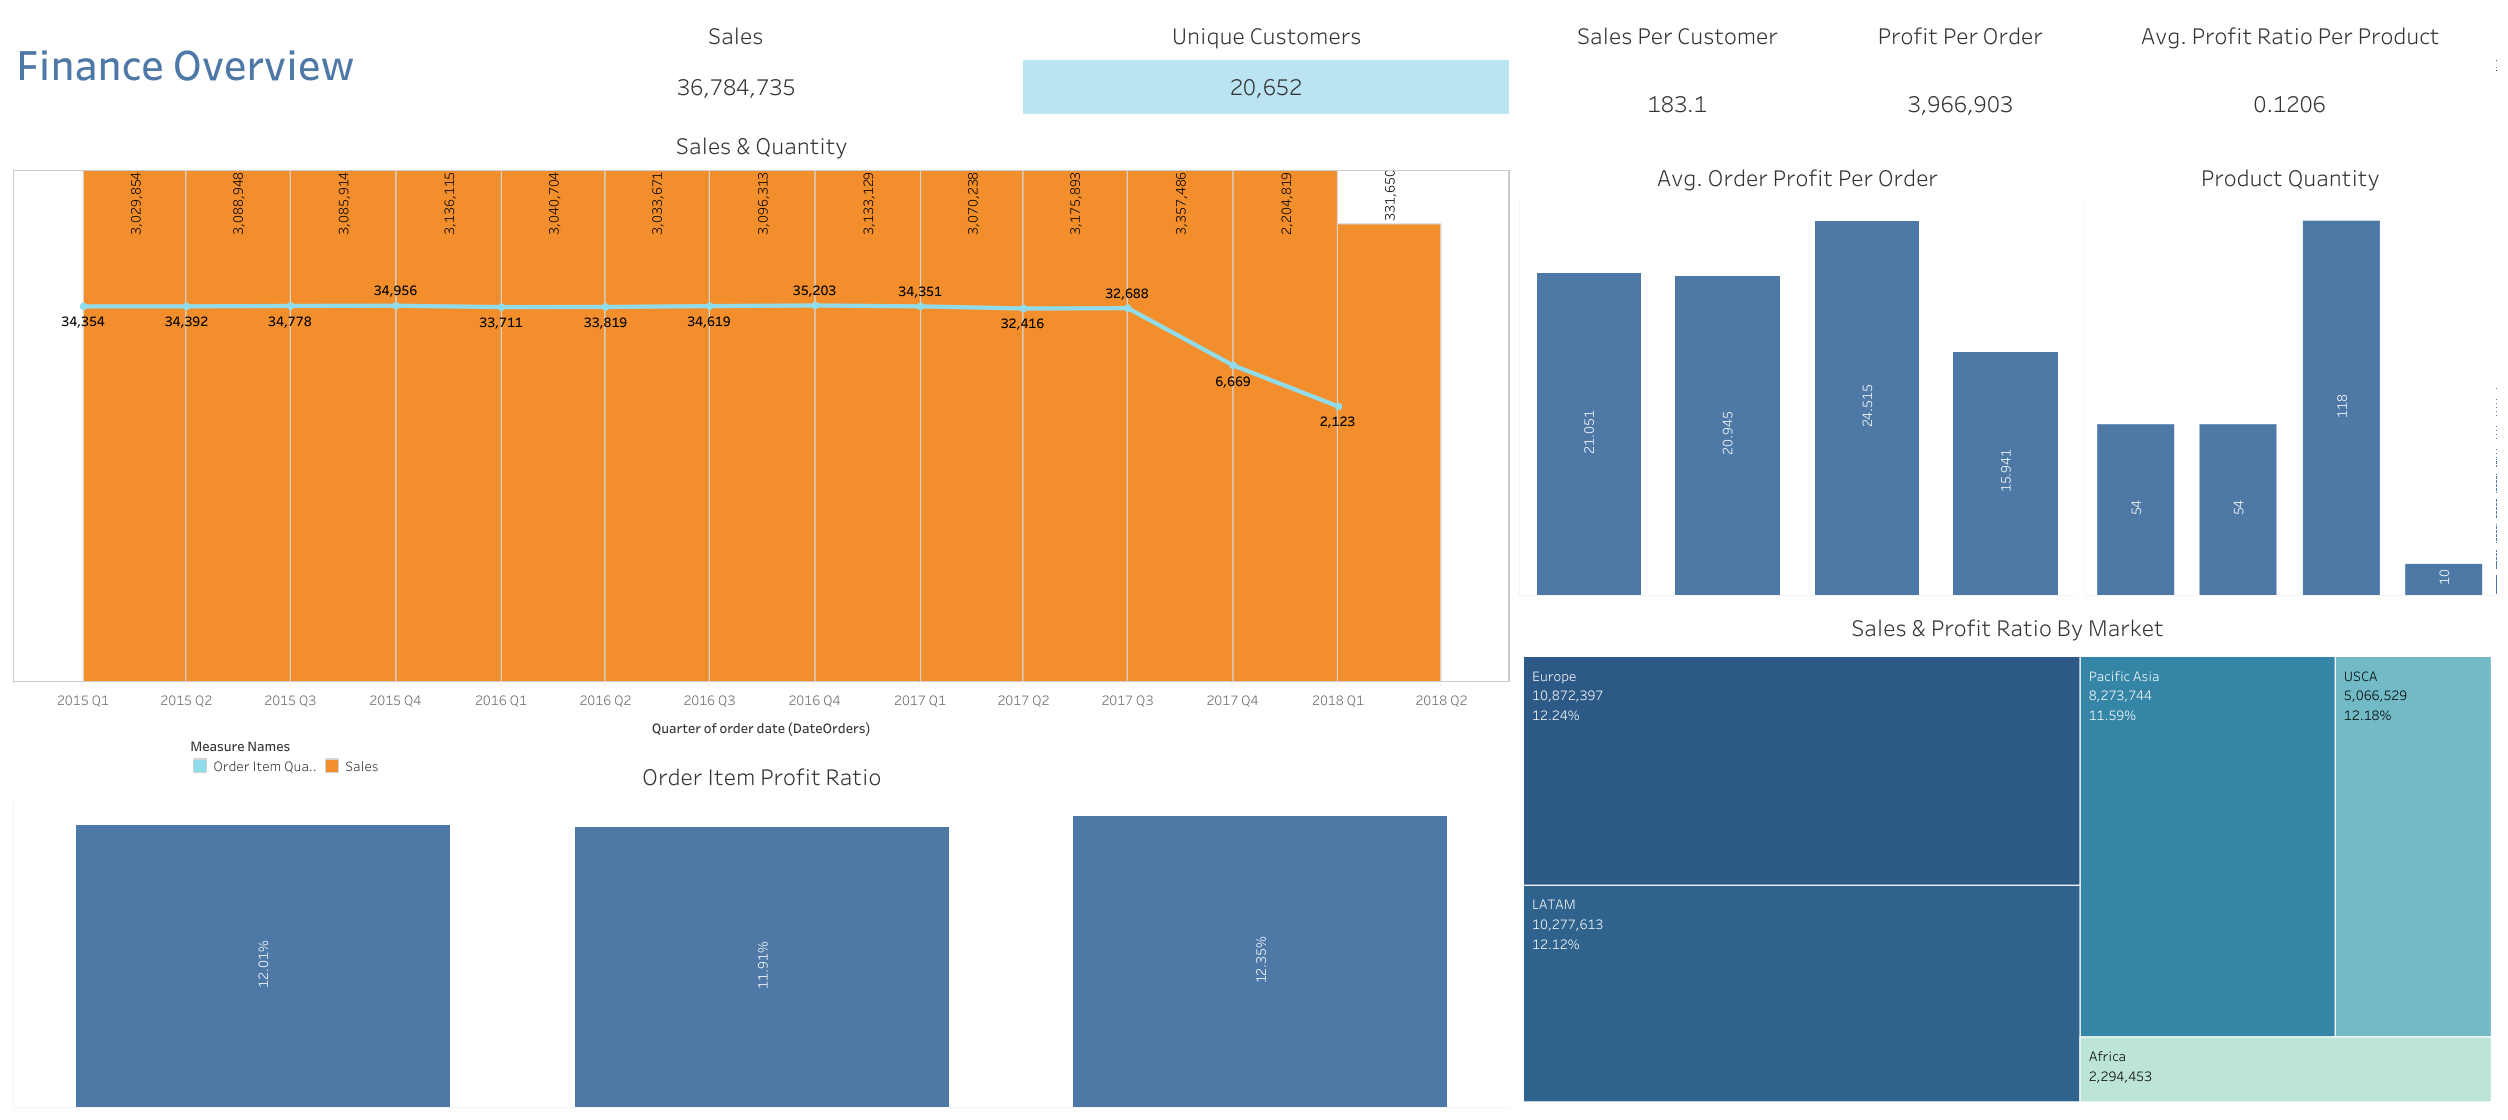 Finance Overview
Sales
36,784,735
Unique Customers
20,652
Sales Per Customer
183.1
Profit Per Order
3,966,903
Avg. Profit Ratio Per Product
0.1206
Sales & Quantity
3,029,854
3,088,948
3,085,914
3,136,115
3,040,704
3,033,671
3,096,313
3,133,129
3,070,238
3,175,893
3,357,486
2,204,819
331,650
34,354
34,392
34,778
34,956
33,711
33,819
34,619
35,203
34,351
32,416
32,688
6,669
2,123
2015 Q1
2015 Q2
2015 Q3
2015 Q4
2016 Q1
2016 Q2
2016 Q3
2016 Q4
2017 Q1
2017 Q2
2017 Q3
2017 Q4
2018 Q1
2018 Q2
Quarter of order date (DateOrders)
Measure Names
Order Item Qua..
Sales
Order Item Profit Ratio
12.01%
11.91%
12.35%
Avg. Order Profit Per Order
21.051
20.945
24.515
15.941
Product Quantity
54
54
118
10
Sales & Profit Ratio By Market
Europe
10,872,397
12.24%
LATAM
10,277,613
12.12%
Pacific Asia
8,273,744
11.59%
USCA
5,066,529
12.18%
Africa
2,294,453